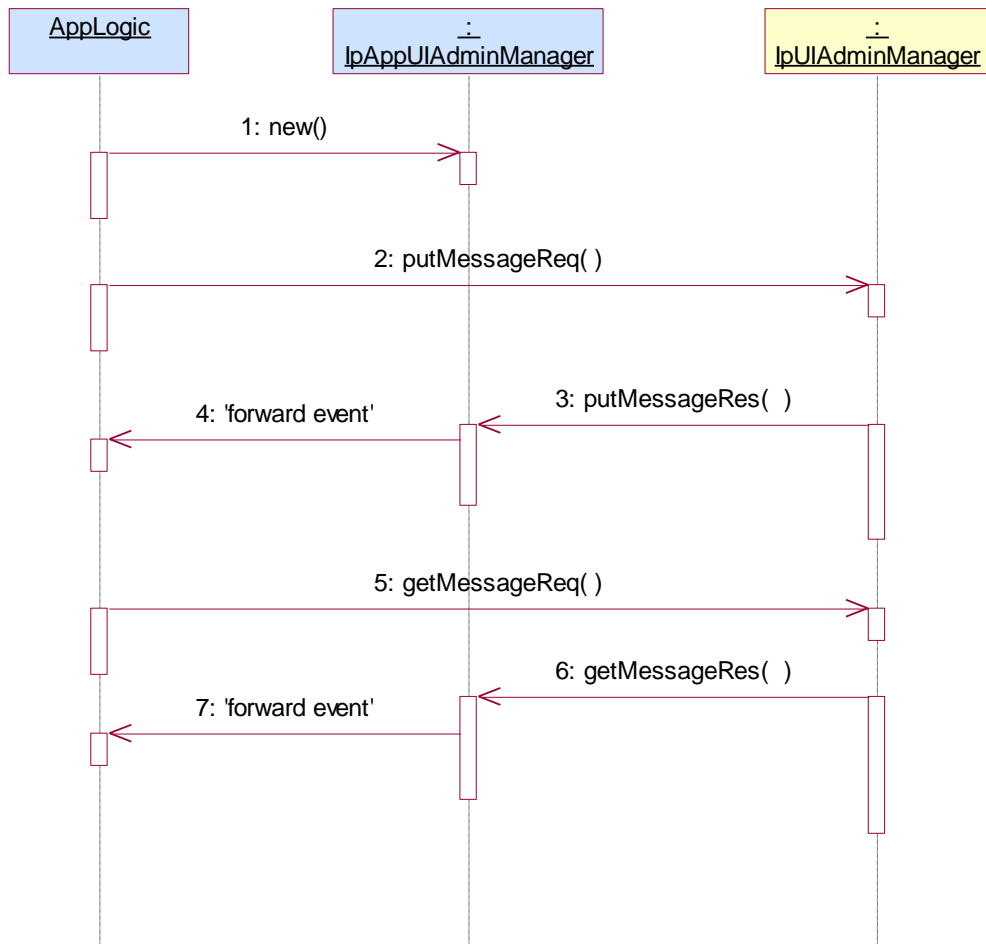 AppLogic
:
IpAppUIAdminManager
:
IpUIAdminManager
1: new()
2: putMessageReq( )
3: putMessageRes(  )
4: 'forward event'
5: getMessageReq( )
6: getMessageRes(  )
7: 'forward event'